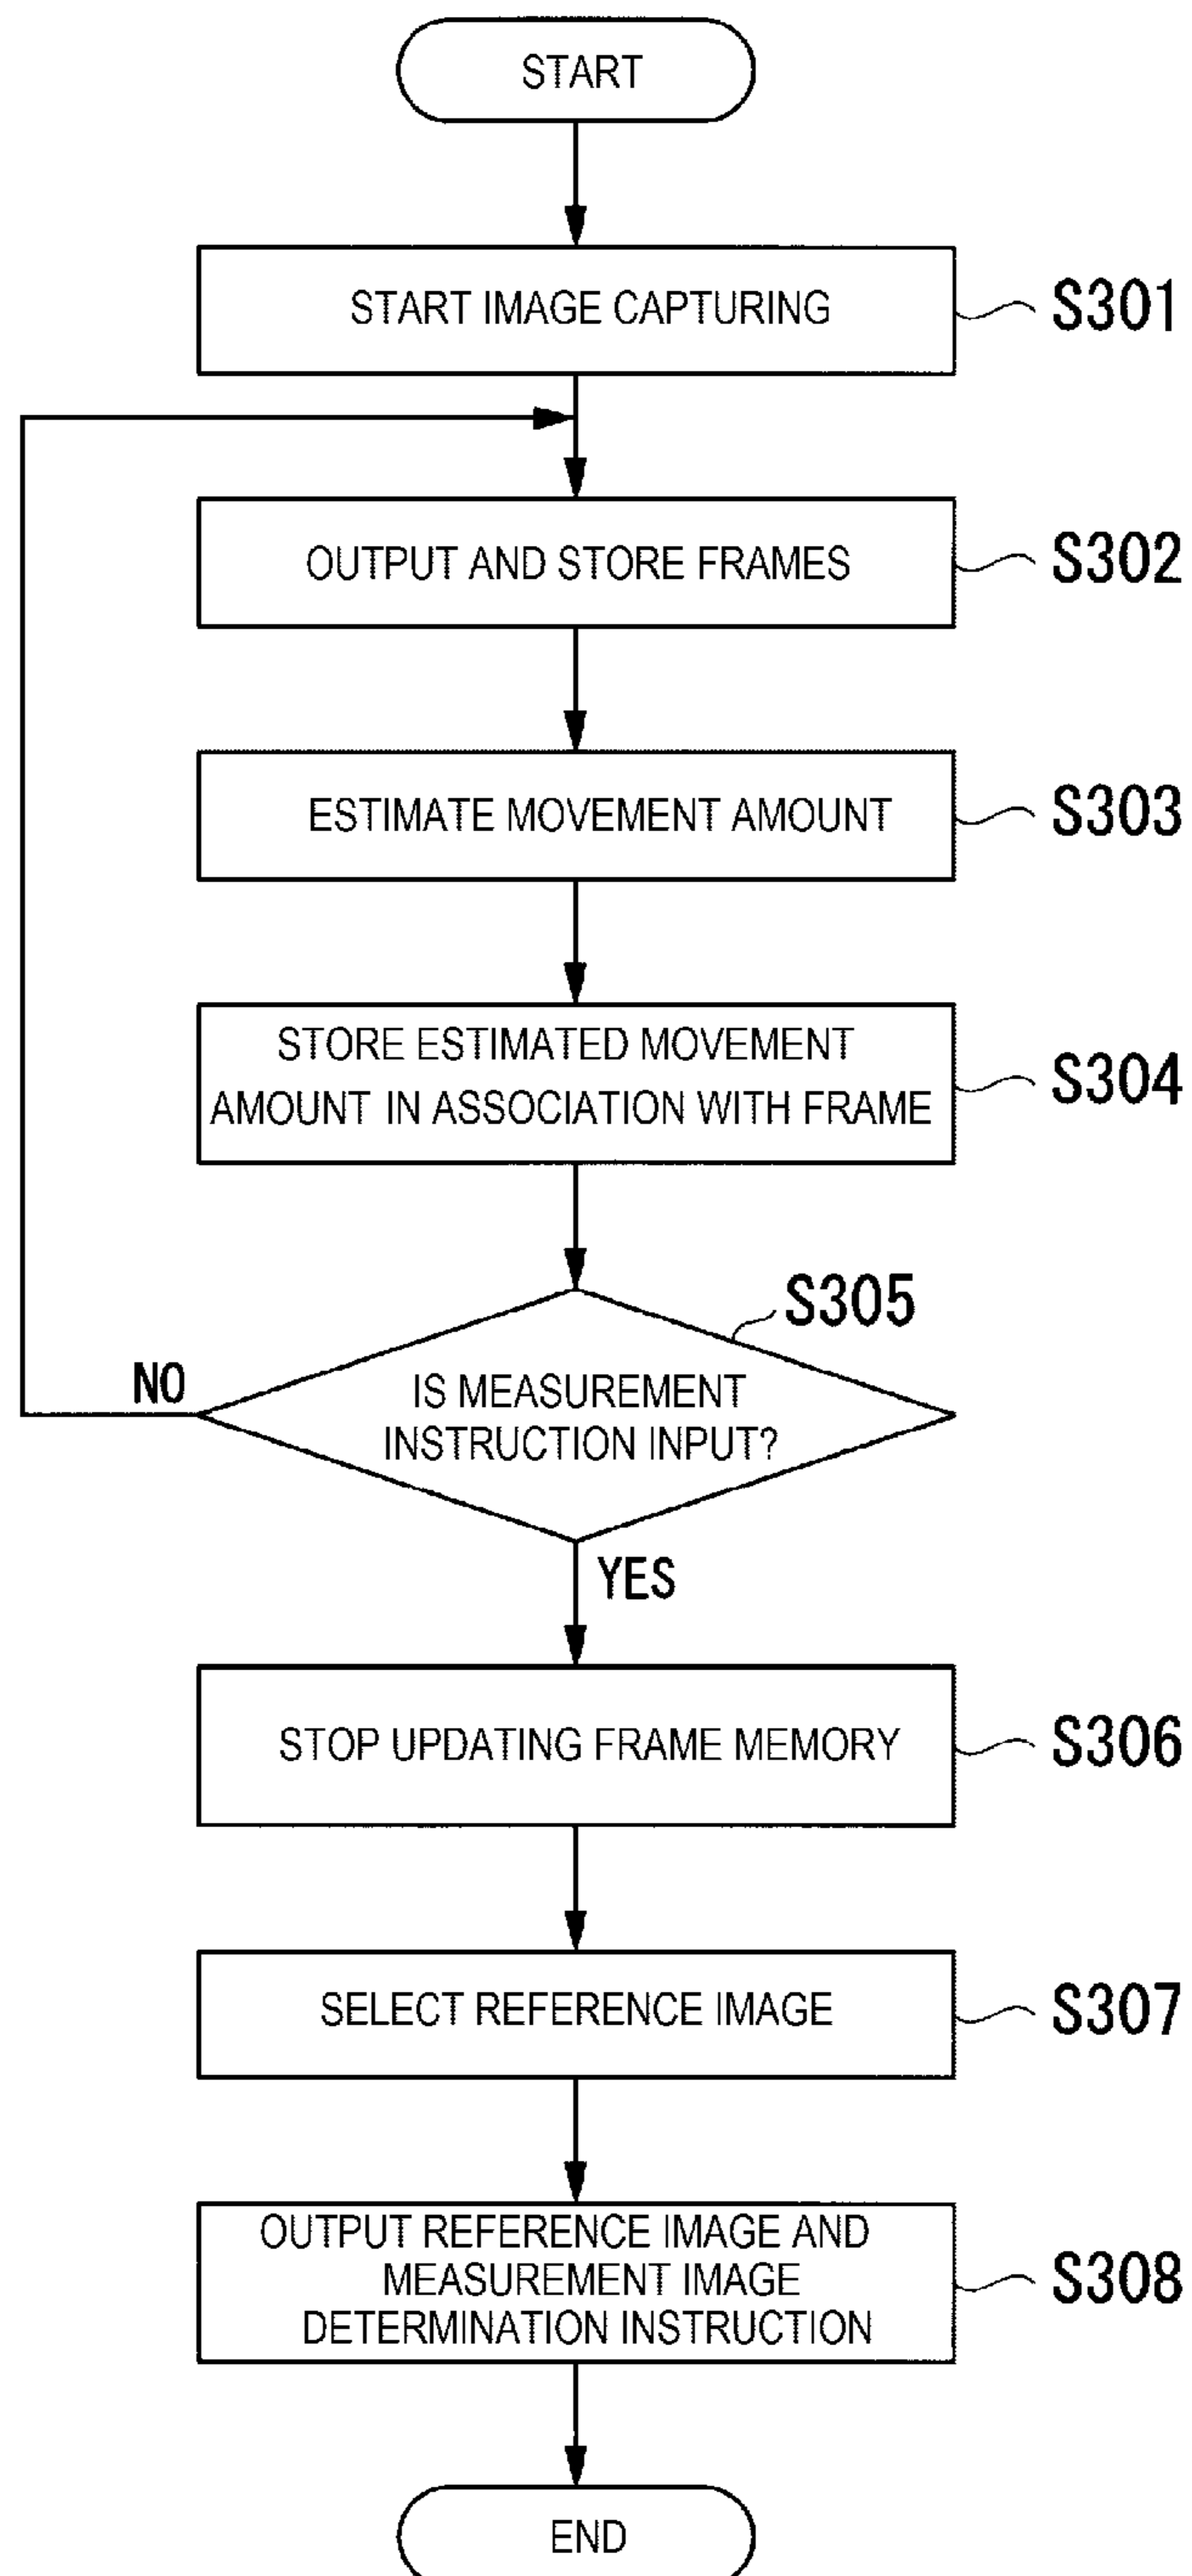 START
START IMAGE CAPTURING
S301
OUTPUT AND STORE FRAMES
S302
ESTIMATE MOVEMENT AMOUNT
S303
STORE ESTIMATED MOVEMENT
AMOUNT IN ASSOCIATION WITH FRAME
S304
S305
NO
IS MEASUREMENT
INSTRUCTION INPUT?
YES
STOP UPDATING FRAME MEMORY
S306
SELECT REFERENCE IMAGE
S307
OUTPUT REFERENCE IMAGE AND
MEASUREMENT IMAGE
DETERMINATION INSTRUCTION
S308
END